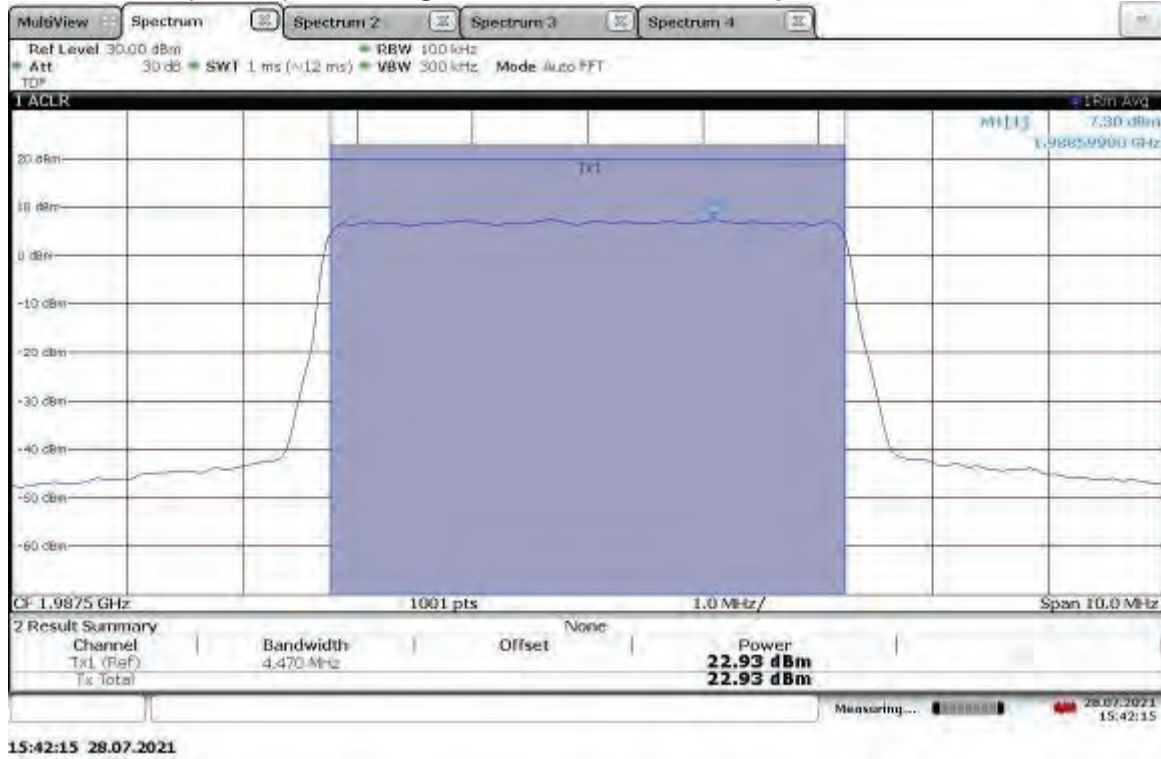 MultiView Spectrum Spectrum 2 Spectrum 3 Spectrum 4
Ref Level 30.00 dBm RBW 100 kHz
Att 30 dB SWT 1 ms (~12 ms) VBW 300 kHz Mode Auto FFT
TDF
1 ACLR 1Rm Avg
M1[1] 7.30 dBm
1.98859900 GHz
20 dBm
Tx1
10 dBm
0 dBm
-10 dBm
-20 dBm
-30 dBm
-40 dBm
-50 dBm
-60 dBm
CF 1.9875 GHz 1001 pts 1.0 MHz/ Span 10.0 MHz
2 Result Summary None
Channel Bandwidth Offset Power
Tx1 (Ref) 4.470 MHz 22.93 dBm
Tx Total 22.93 dBm
Measuring... 28.07.2021
15:42:15
15:42:15 28.07.2021